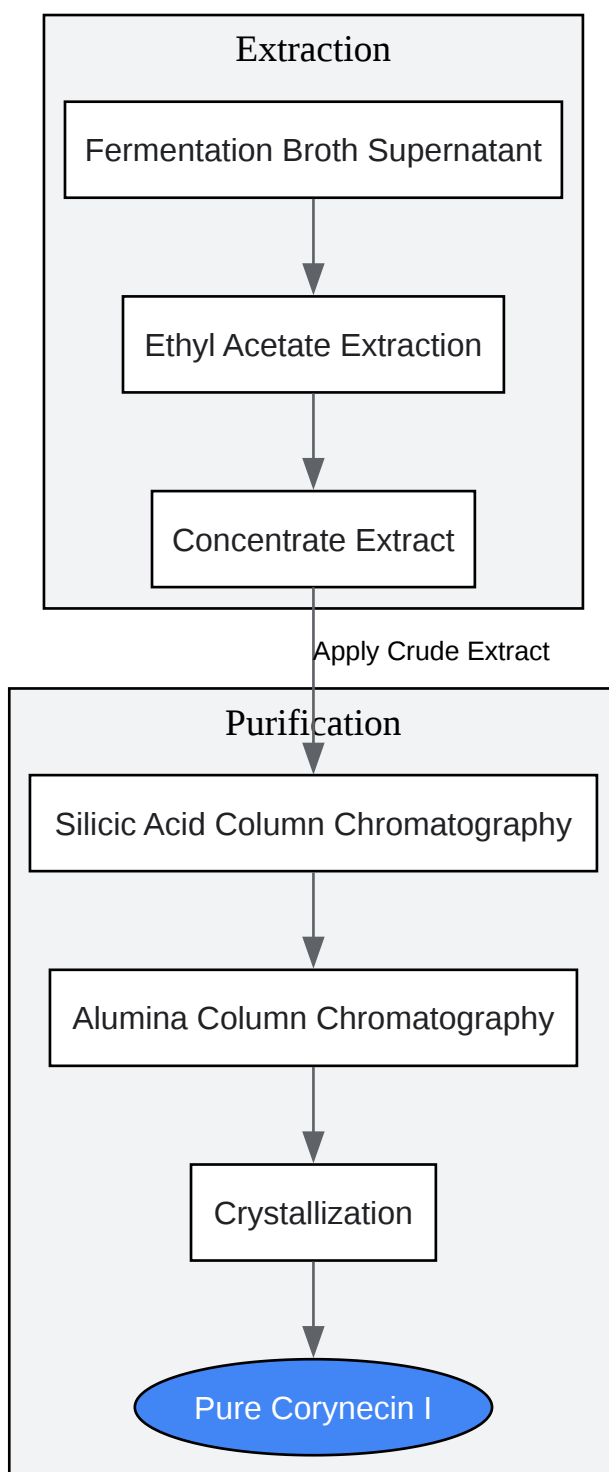 Extraction
Fermentation Broth Supernatant
Ethyl Acetate Extraction
Concentrate Extract
Apply Crude Extract
Purification
Silicic Acid Column Chromatography
Alumina Column Chromatography
Crystallization
Pure Corynecin I